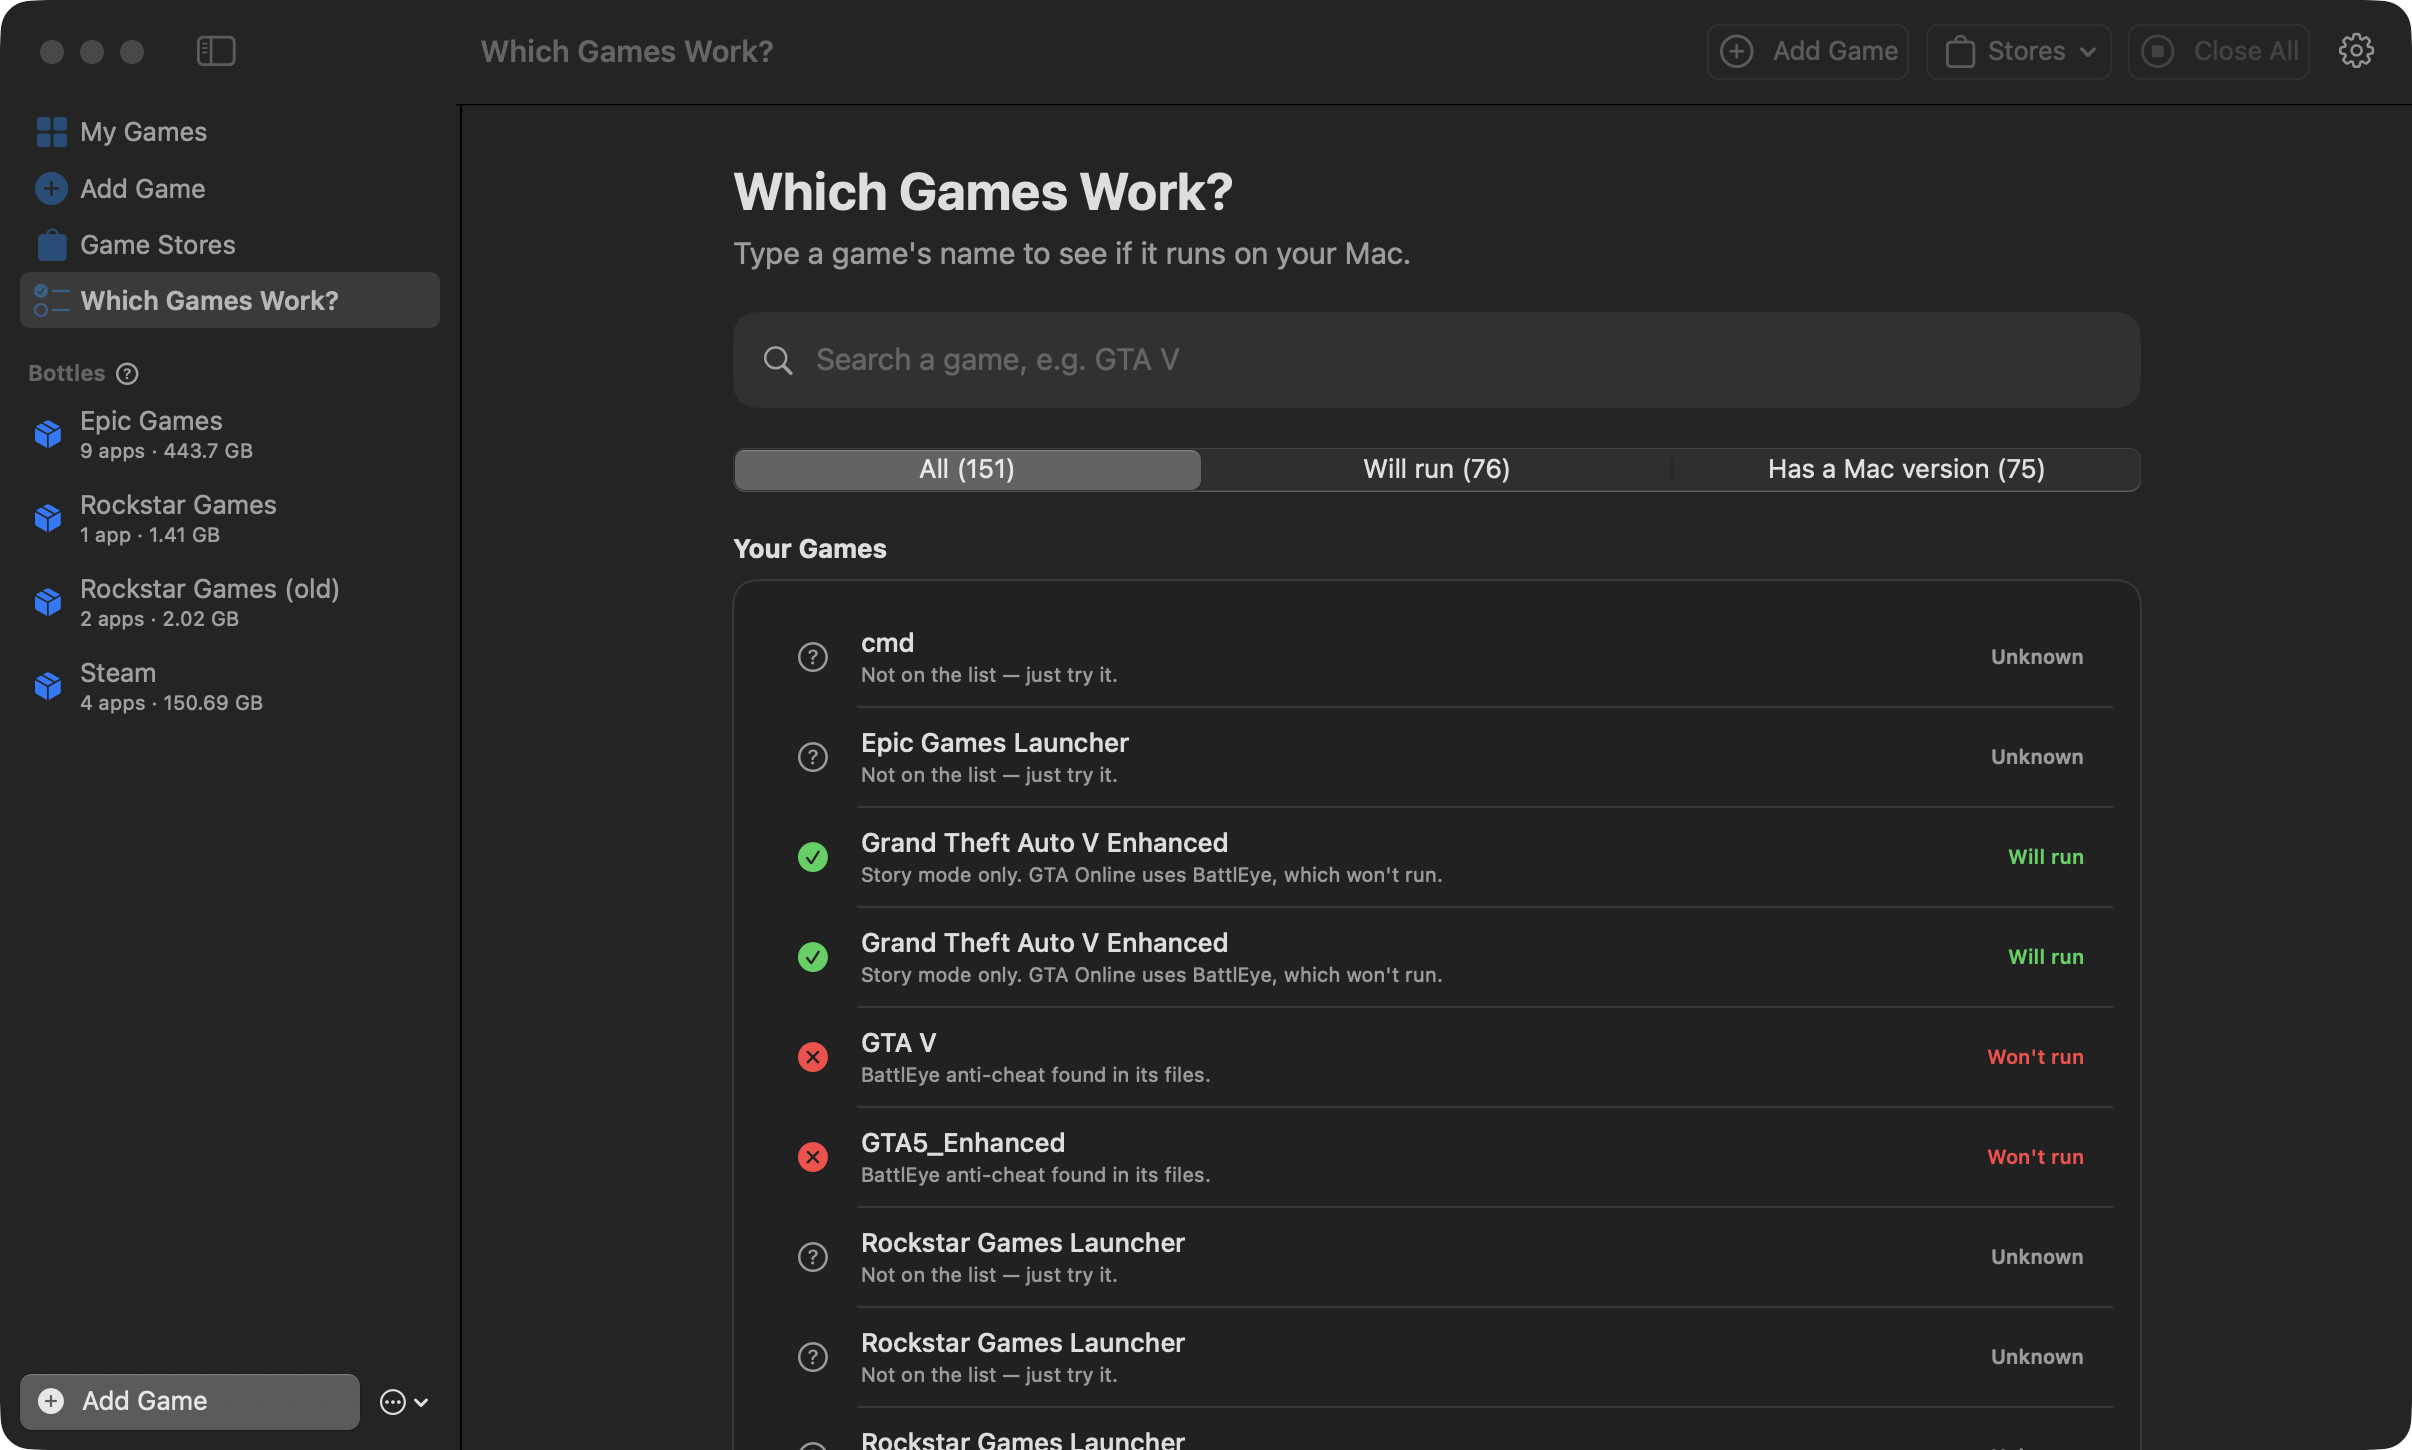 Which Games Work?
Add Game
Stores
Close All
My Games
Add Game
Game Stores
Which Games Work?
Bottles
Epic Games
9 apps · 443.7 GB
Rockstar Games
1 app · 1.41 GB
Rockstar Games (old)
2 apps · 2.02 GB
Steam
4 apps · 150.69 GB
Add Game
Which Games Work?
Type a game's name to see if it runs on your Mac.
Search a game, e.g. GTA V
All (151)
Will run (76)
Has a Mac version (75)
Your Games
cmd
Not on the list — just try it.
Unknown
Epic Games Launcher
Not on the list — just try it.
Unknown
Grand Theft Auto V Enhanced
Story mode only. GTA Online uses BattlEye, which won't run.
Will run
Grand Theft Auto V Enhanced
Story mode only. GTA Online uses BattlEye, which won't run.
Will run
GTA V
BattlEye anti-cheat found in its files.
Won't run
GTA5_Enhanced
BattlEye anti-cheat found in its files.
Won't run
Rockstar Games Launcher
Not on the list — just try it.
Unknown
Rockstar Games Launcher
Not on the list — just try it.
Unknown
Rockstar Games Launcher